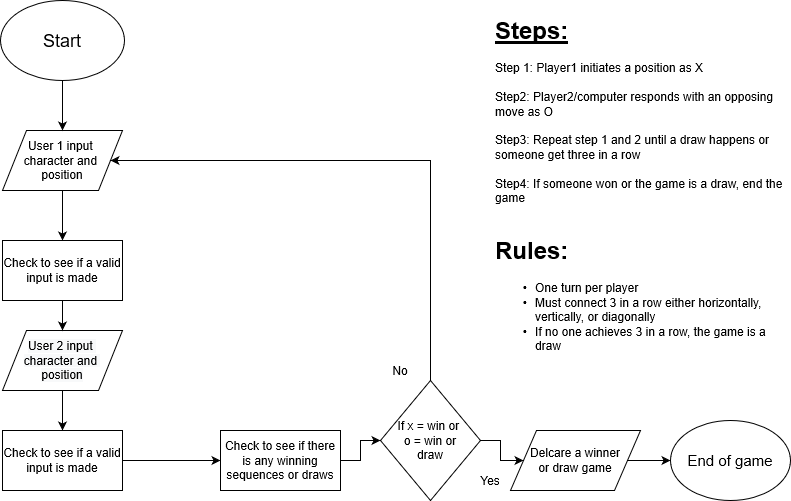 Start
User 1 input
character and
position
Check to see if a valid
input is made
User 2 input
character and
position
Check to see if a valid
input is made
Check to see if there
is any winning
sequences or draws
No
If x = win or
o = win or
draw
Yes
Delcare a winner
or draw game
End of game
Steps:
Step 1: Player1 initiates a position as X
Step2: Player2/computer responds with an opposing
move as O
Step3: Repeat step 1 and 2 until a draw happens or
someone get three in a row
Step4: If someone won or the game is a draw, end the
game
Rules:
• One turn per player
• Must connect 3 in a row either horizontally,
vertically, or diagonally
• If no one achieves 3 in a row, the game is a
draw